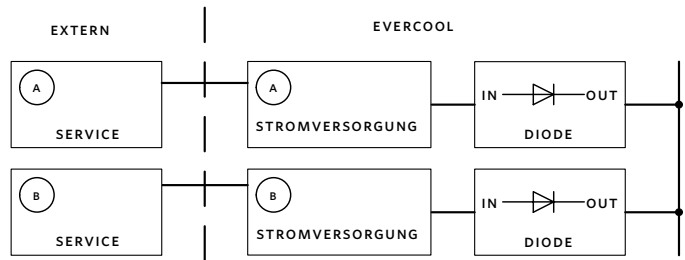 EXTERN
EVERCOOL
A
SERVICE
A
STROMVERSORGUNG
IN OUT
DIODE
B
SERVICE
B
STROMVERSORGUNG
IN OUT
DIODE